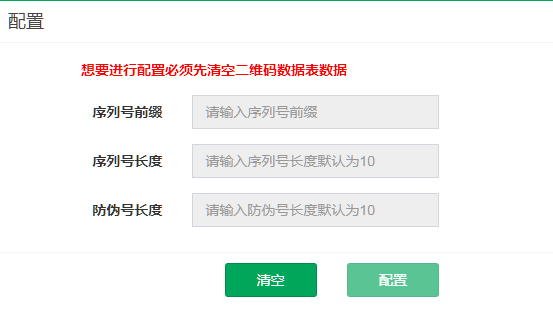 配置
想要进行配置必须先清空二维码数据表数据
序列号前缀 请输入序列号前缀
序列号长度 请输入序列号长度默认为10
防伪号长度 请输入防伪号长度默认为10
清空 配置